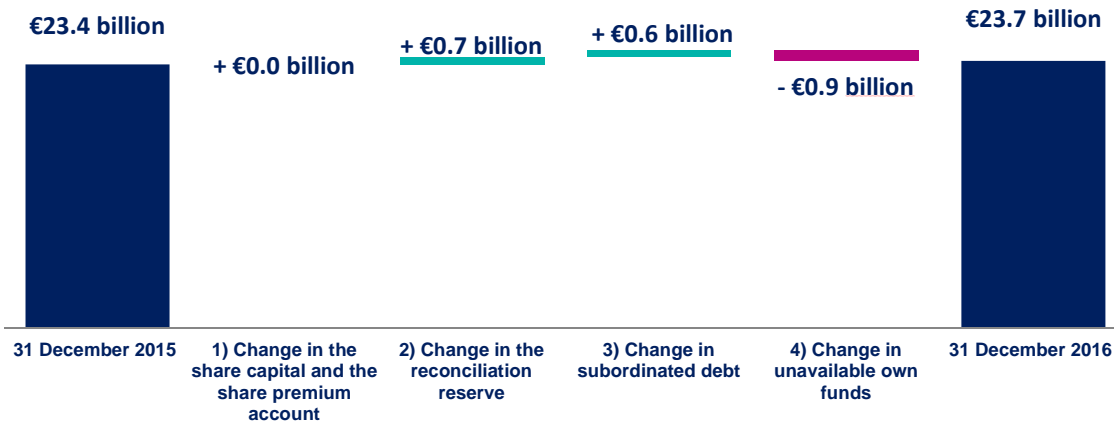 €23.4 billion
+ €0.0 billion
+ €0.7 billion
+ €0.6 billion
- €0.9 billion
€23.7 billion
31 December 2015
1) Change in the
share capital and the
share premium
account
2) Change in the
reconciliation
reserve
3) Change in
subordinated debt
4) Change in
unavailable own
funds
31 December 2016